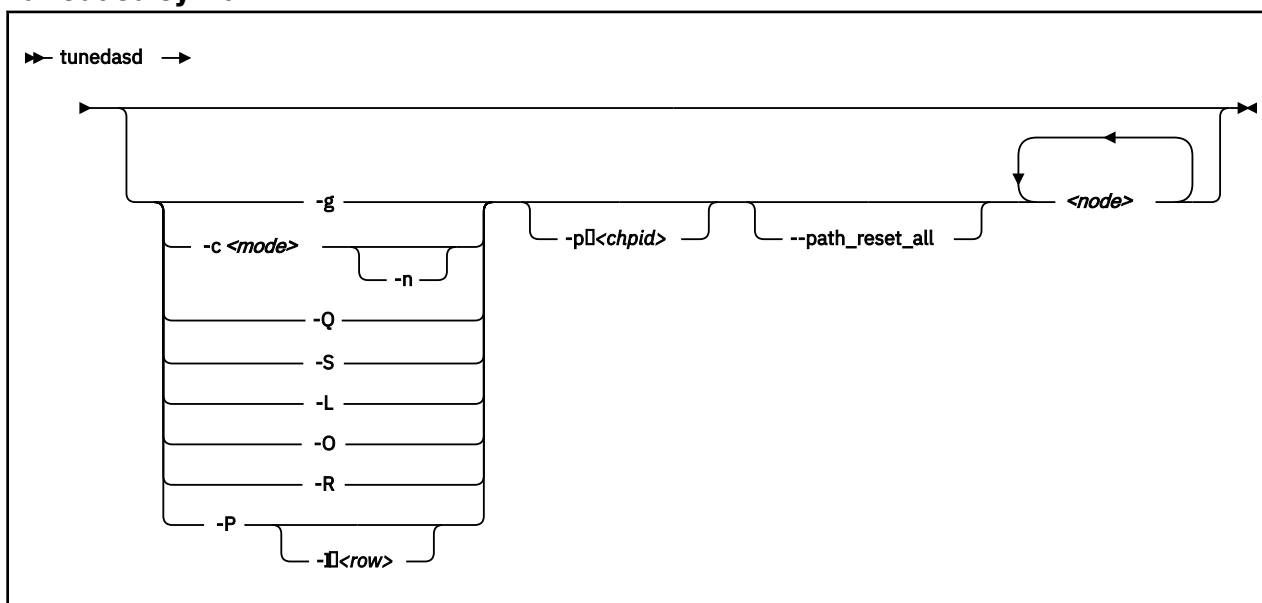 tunedasd
-g
<node>
-c <mode>
-p <chpid>
--path_reset_all
-n
-Q
-S
-L
-O
-R
-P
-I <row>